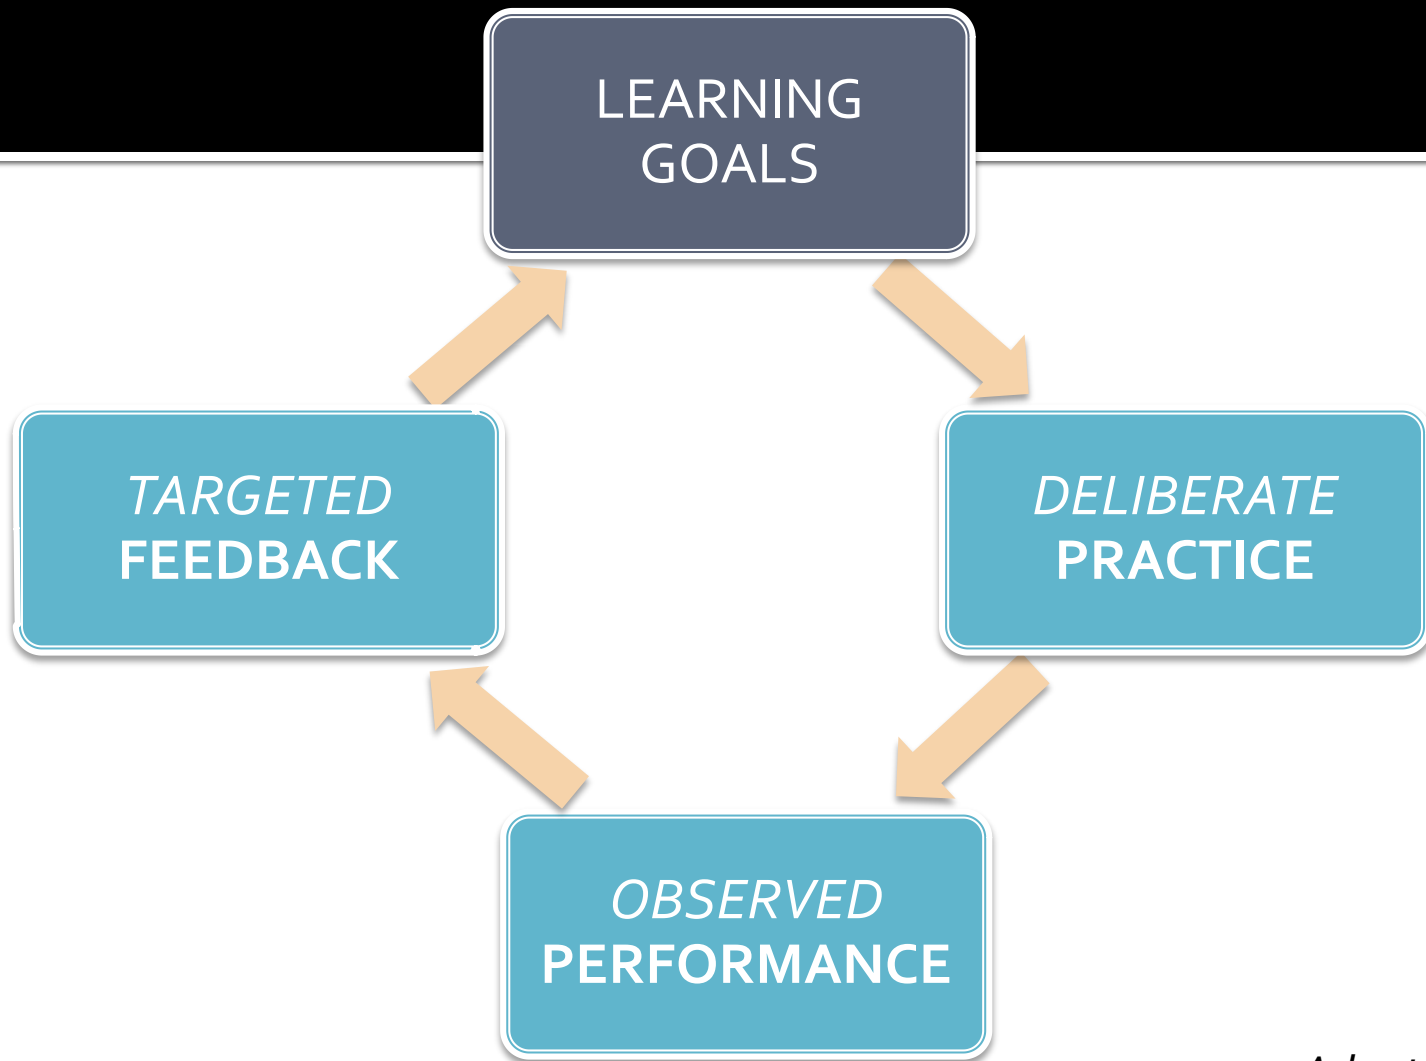 LEARNING
GOALS
DELIBERATE
PRACTICE
OBSERVED
PERFORMANCE
TARGETED
FEEDBACK